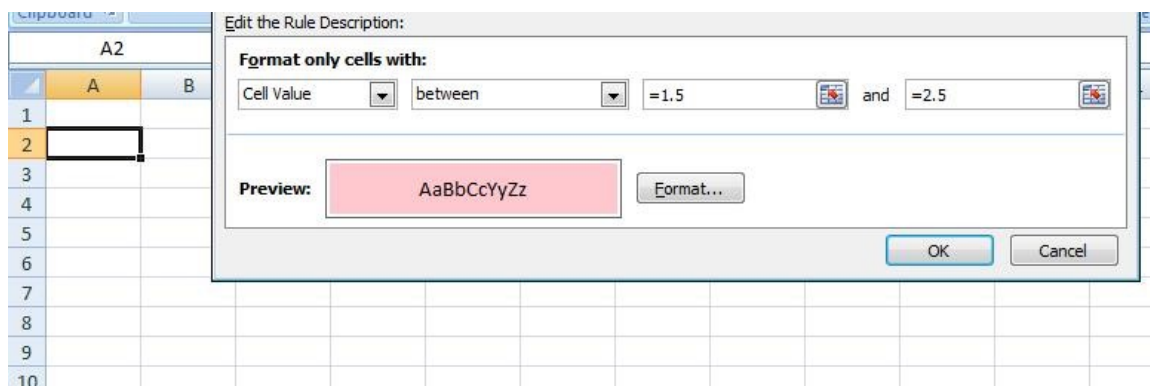 Clipboard
Edit the Rule Description:
A2
Format only cells with:
A B
Cell Value between =1.5 and =2.5
1
2
3
Preview: AaBbCcYyZz Format...
4
5
OK Cancel
6
7
8
9
10